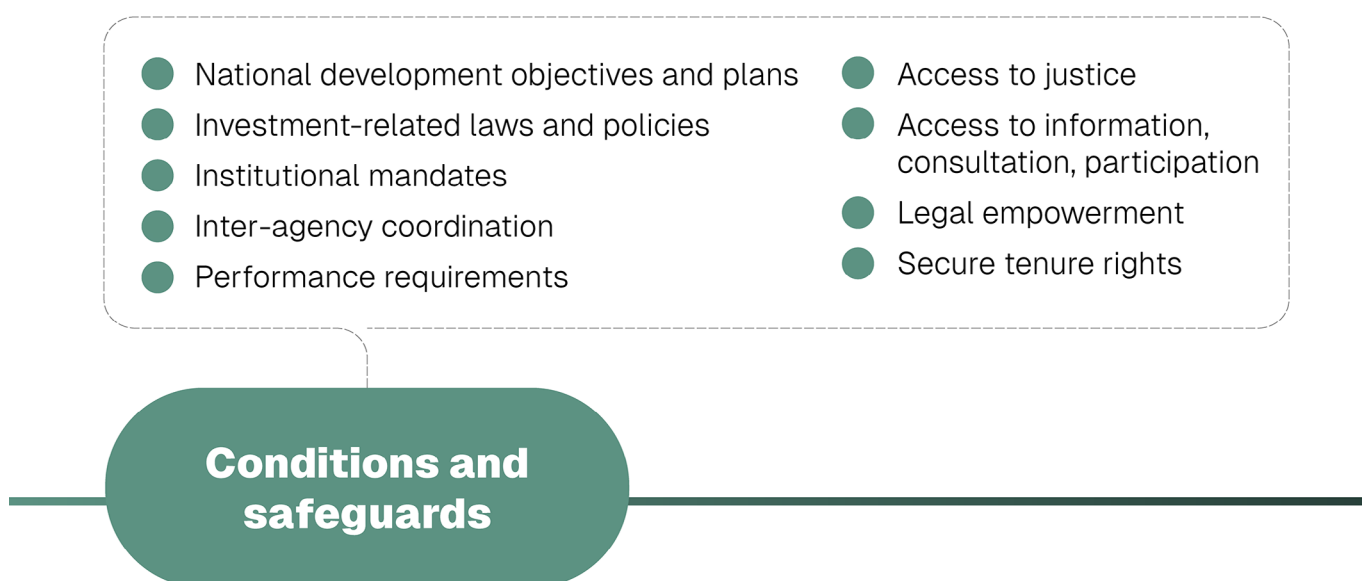 National development objectives and plans
Investment-related laws and policies
Institutional mandates
Inter-agency coordination
Performance requirements
Access to justice
Access to information,
consultation, participation
Legal empowerment
Secure tenure rights
Conditions and
safeguards